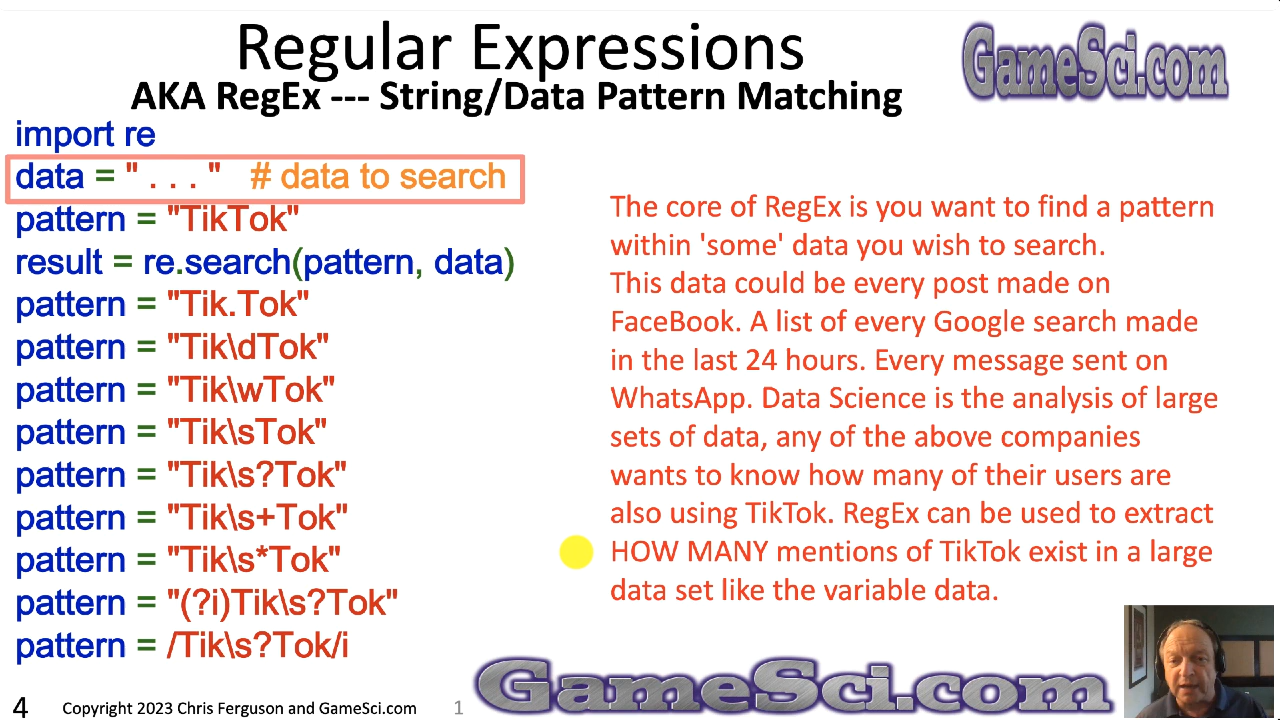 Regular Expressions
AKA RegEx --- String/Data Pattern Matching
GameSci.com
import re
data = " . . . "   # data to search
pattern = "TikTok"
result = re.search(pattern, data)
pattern = "Tik.Tok"
pattern = "Tik\dTok"
pattern = "Tik\wTok"
pattern = "Tik\sTok"
pattern = "Tik\s?Tok"
pattern = "Tik\s+Tok"
pattern = "Tik\s*Tok"
pattern = "(?i)Tik\s?Tok"
pattern = /Tik\s?Tok/i
The core of RegEx is you want to find a pattern
within 'some' data you wish to search.
This data could be every post made on
FaceBook. A list of every Google search made
in the last 24 hours. Every message sent on
WhatsApp. Data Science is the analysis of large
sets of data, any of the above companies
wants to know how many of their users are
also using TikTok. RegEx can be used to extract
HOW MANY mentions of TikTok exist in a large
data set like the variable data.
4
Copyright 2023 Chris Ferguson and GameSci.com
1
GameSci.com